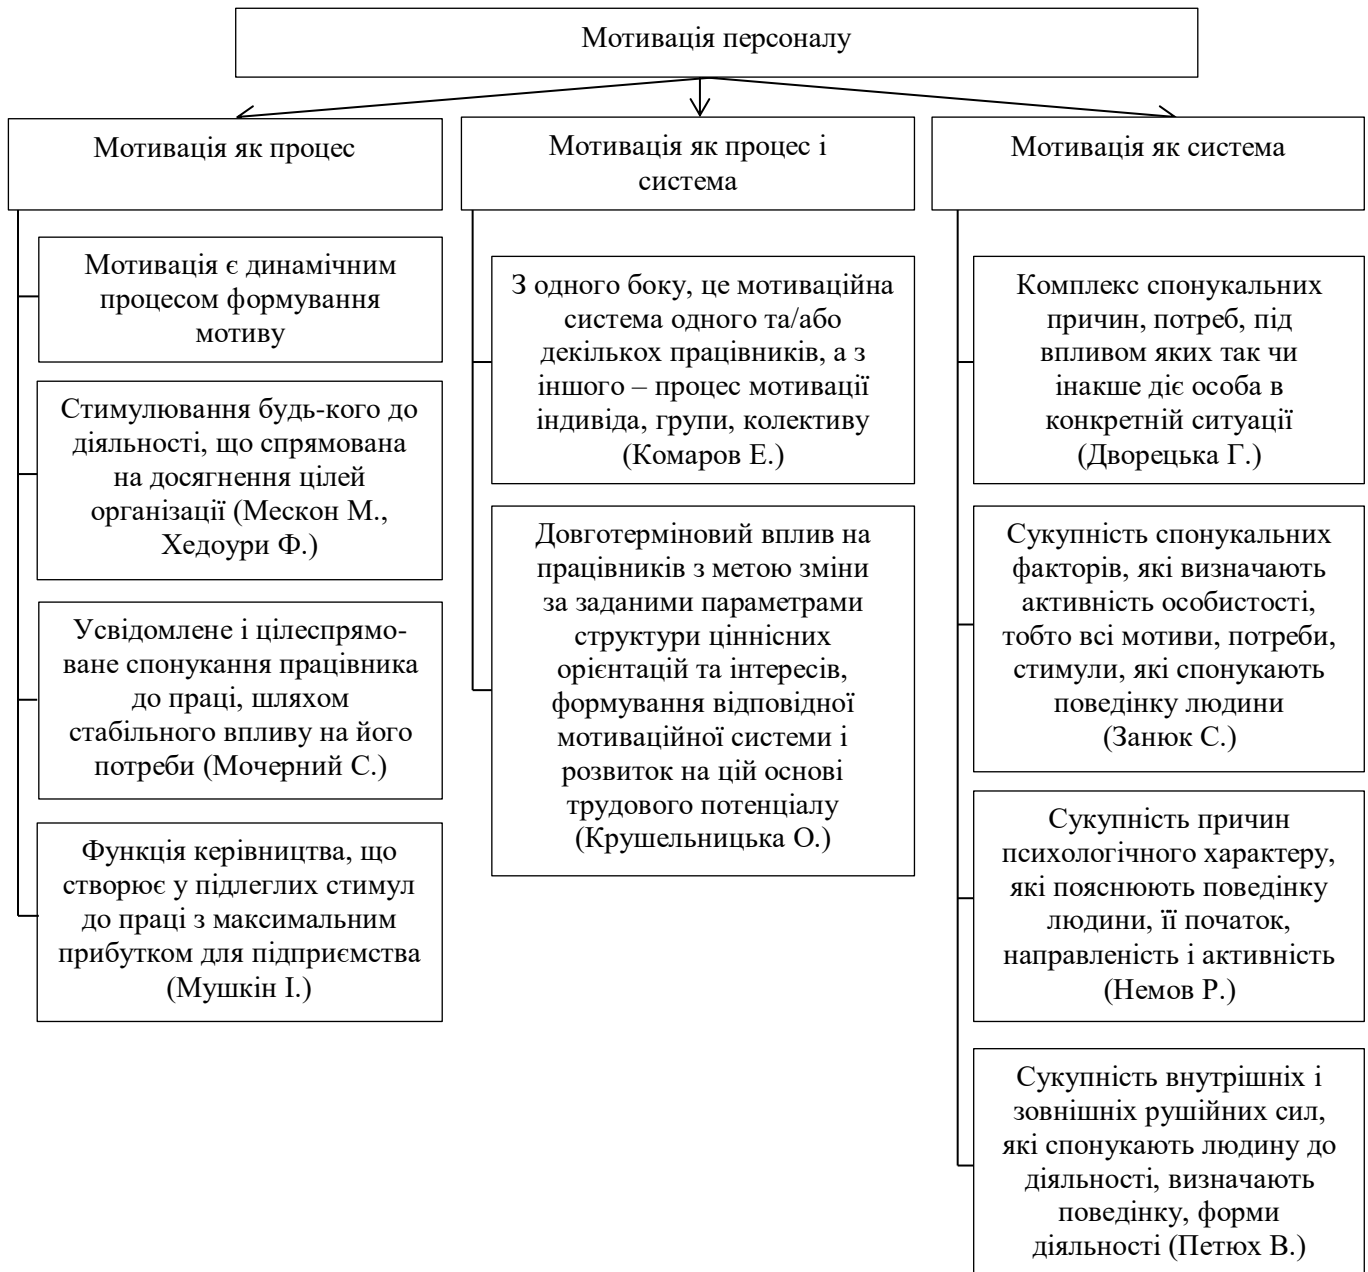 Мотивація персоналу
Мотивація як процес
Мотивація є динамічним
процесом формування
мотиву
Стимулювання будь-кого до
діяльності, що спрямована
на досягнення цілей
організації (Мескон М.,
Хедоури Ф.)
Усвідомлене і цілеспрямо-
ване спонукання працівника
до праці, шляхом
стабільного впливу на його
потреби (Мочерний С.)
Функція керівництва, що
створює у підлеглих стимул
до праці з максимальним
прибутком для підприємства
(Мушкін І.)
Мотивація як процес і
система
З одного боку, це мотиваційна
система одного та/або
декількох працівників, а з
іншого – процес мотивації
індивіда, групи, колективу
(Комаров Е.)
Довготерміновий вплив на
працівників з метою зміни
за заданими параметрами
структури ціннісних
орієнтацій та інтересів,
формування відповідної
мотиваційної системи і
розвиток на цій основі
трудового потенціалу
(Крушельницька О.)
Мотивація як система
Комплекс спонукальних
причин, потреб, під
впливом яких так чи
інакше діє особа в
конкретній ситуації
(Дворецька Г.)
Сукупність спонукальних
факторів, які визначають
активність особистості,
тобто всі мотиви, потреби,
стимули, які спонукають
поведінку людини
(Занюк С.)
Сукупність причин
психологічного характеру,
які пояснюють поведінку
людини, її початок,
направленість і активність
(Немов Р.)
Сукупність внутрішніх і
зовнішніх рушійних сил,
які спонукають людину до
діяльності, визначають
поведінку, форми
діяльності (Петюх В.)